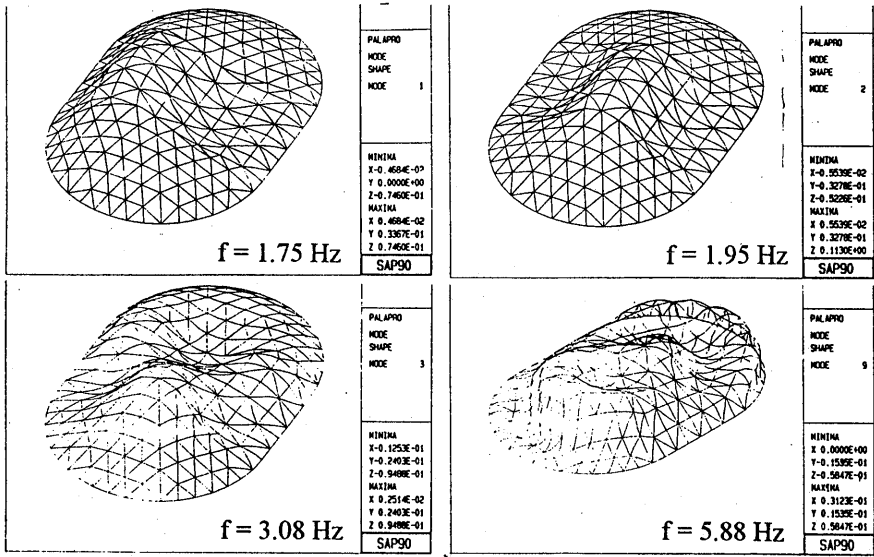 PALAPRO
MODE
SHAPE
MODE 1
MINIMA
X-0.4684E-02
Y 0.0000E+00
Z-0.7460E-01
MAXIMA
X 0.4684E-02
Y 0.3367E-01
Z 0.7460E-01
SAP90
f = 1.75 Hz
PALAPRO
MODE
SHAPE
MODE 2
MINIMA
X-0.5539E-02
Y-0.3278E-01
Z-0.5226E-01
MAXIMA
X 0.5539E-02
Y 0.3278E-01
Z 0.1130E+00
SAP90
f = 1.95 Hz
PALAPRO
MODE
SHAPE
MODE 3
MINIMA
X-0.1253E-01
Y-0.2403E-01
Z-0.9488E-01
MAXIMA
X 0.2514E-02
Y 0.2403E-01
Z 0.9488E-01
SAP90
f = 3.08 Hz
PALAPRO
MODE
SHAPE
MODE 9
MINIMA
X 0.0000E+00
Y-0.1535E-01
Z-0.5847E-01
MAXIMA
X 0.3123E-01
Y 0.1535E-01
Z 0.5847E-01
SAP90
f = 5.88 Hz